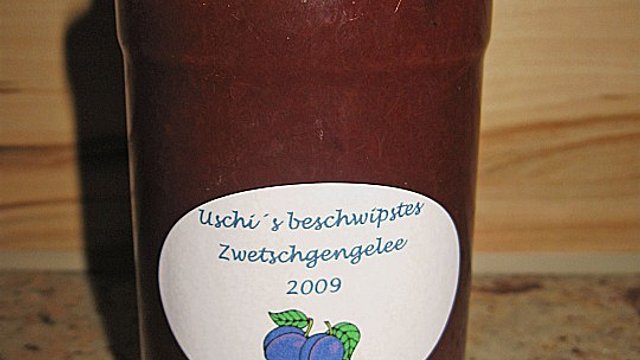 Uschi´s beschwipstes
Zwetschgengelee
2009